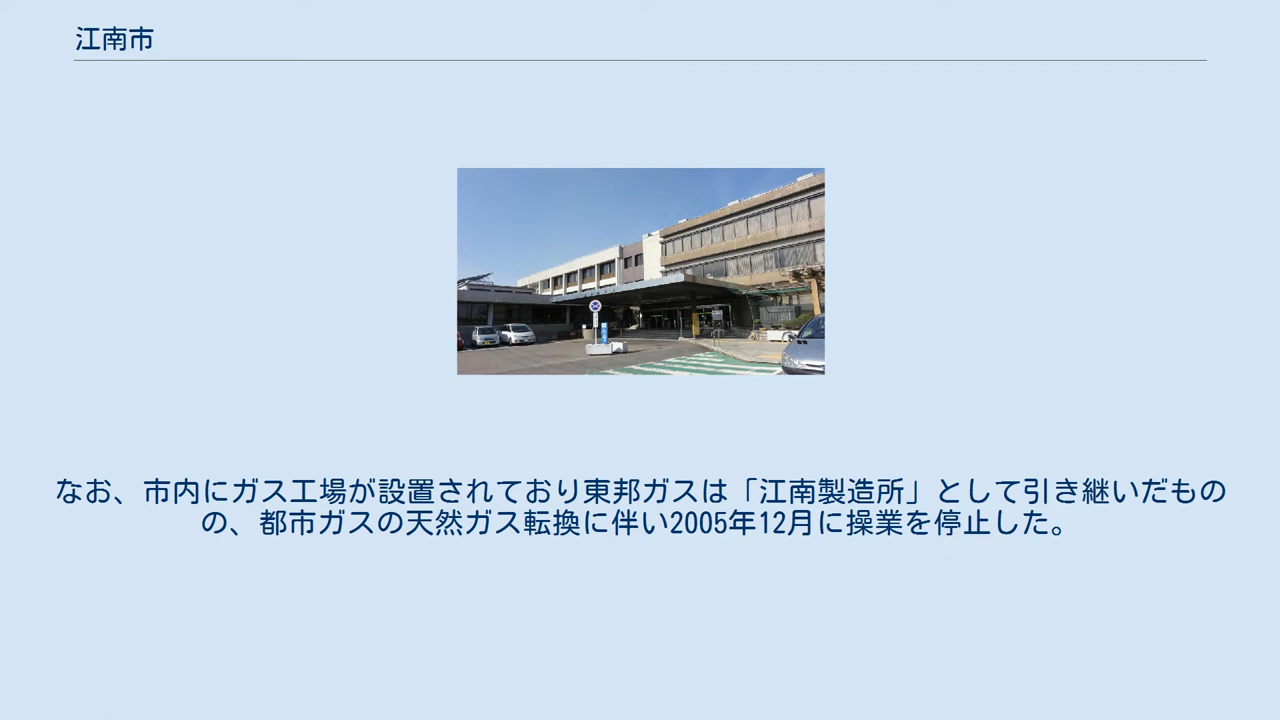 江南市
なお、市内にガス工場が設置されており東邦ガスは「江南製造所」として引き継いだもの
の、都市ガスの天然ガス転換に伴い2005年12月に操業を停止した。